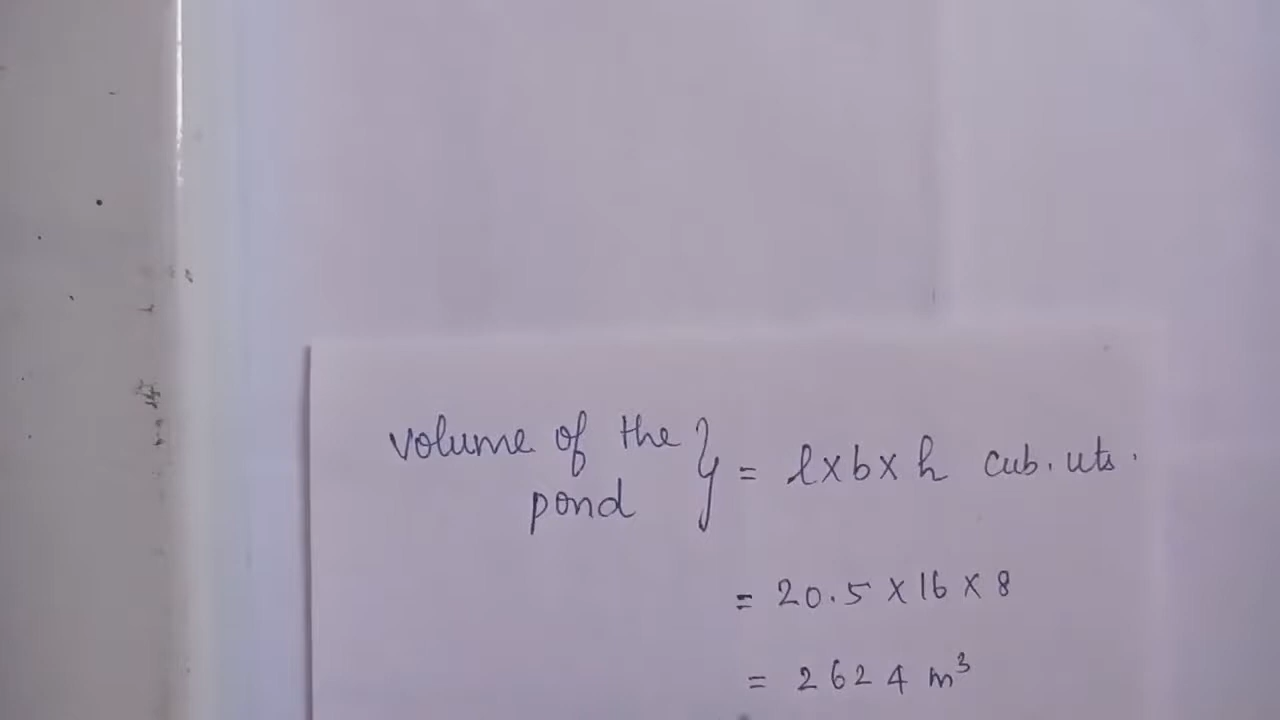 volume of the } = l×b×h cub. uts.
pond
= 20.5 × 16 × 8
= 2624 m³